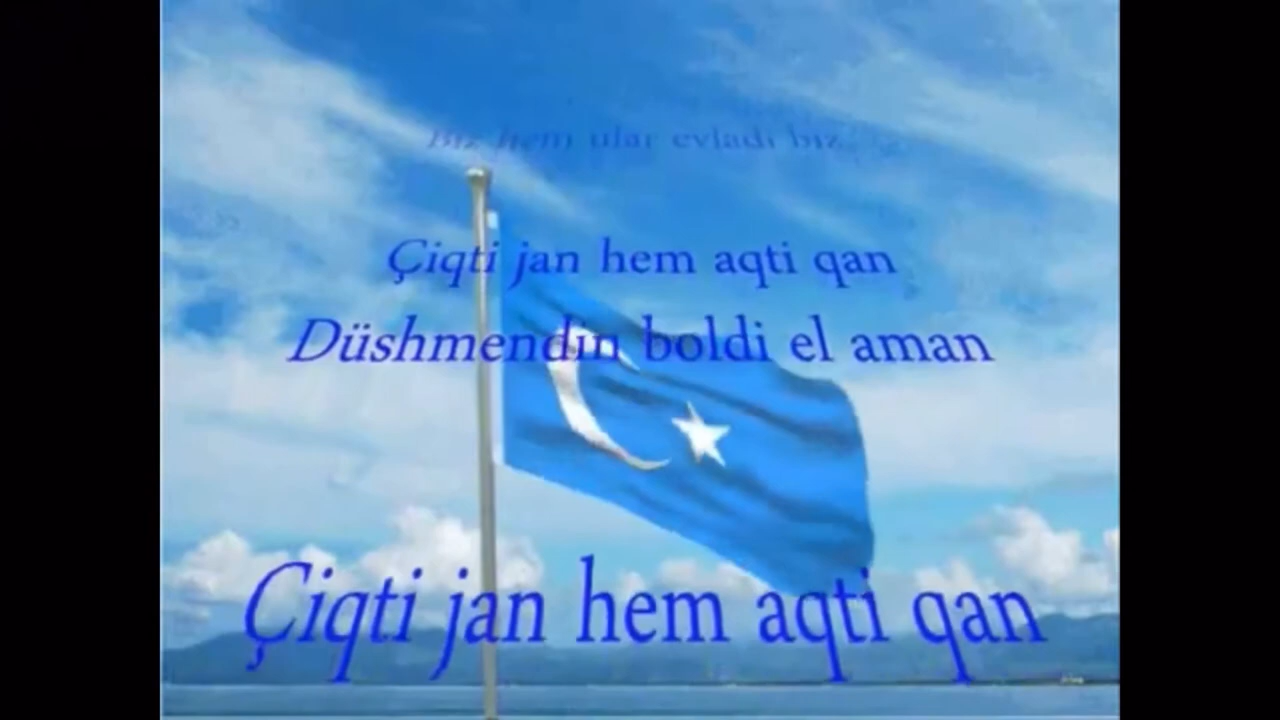 Biz hem ular evladi biz
Çiqti jan hem aqti qan
Düshmendin boldi el aman
Çiqti jan hem aqti qan